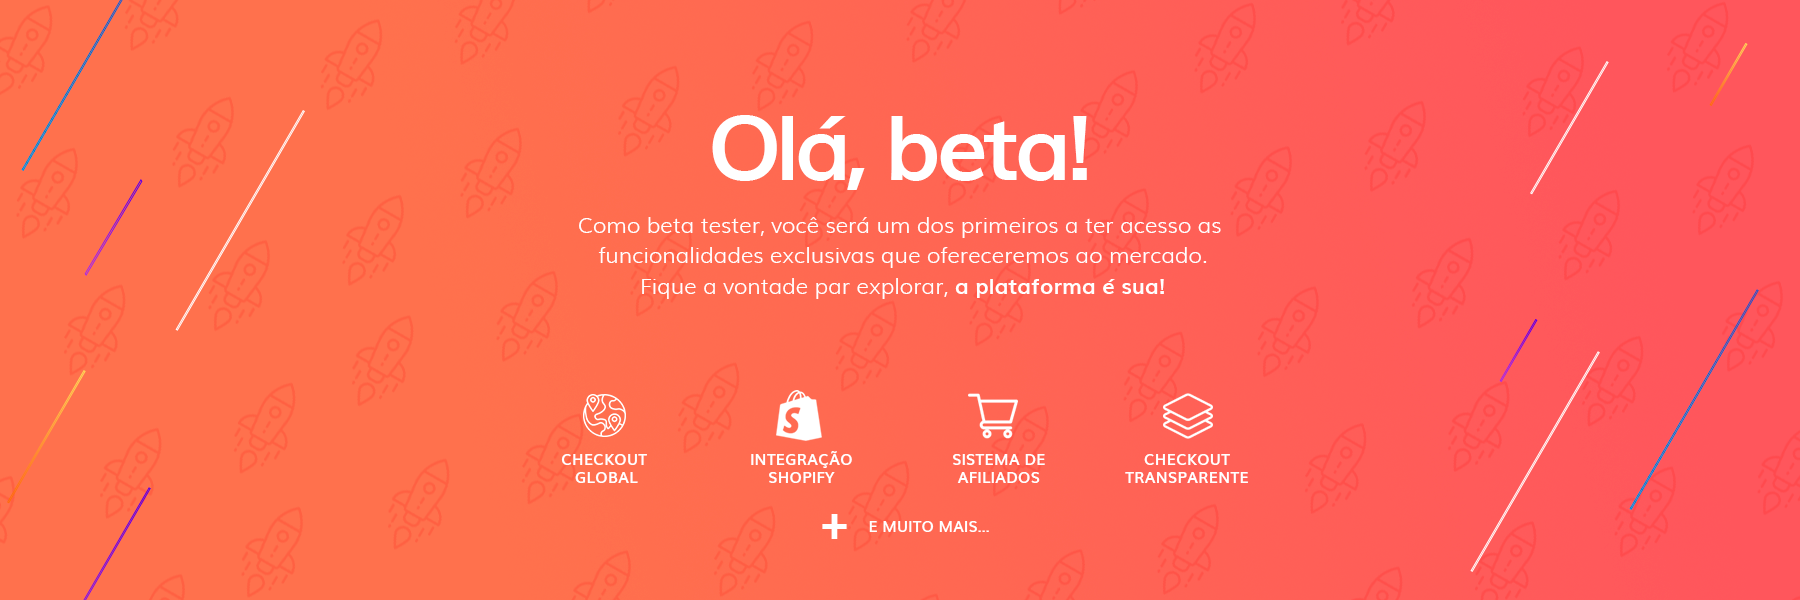 Olá, beta!
Como beta tester, você será um dos primeiros a ter acesso as
funcionalidades exclusivas que ofereceremos ao mercado.
Fique a vontade par explorar, a plataforma é sua!
CHECKOUT
GLOBAL
INTEGRAÇÃO
SHOPIFY
SISTEMA DE
AFILIADOS
CHECKOUT
TRANSPARENTE
+ E MUITO MAIS...